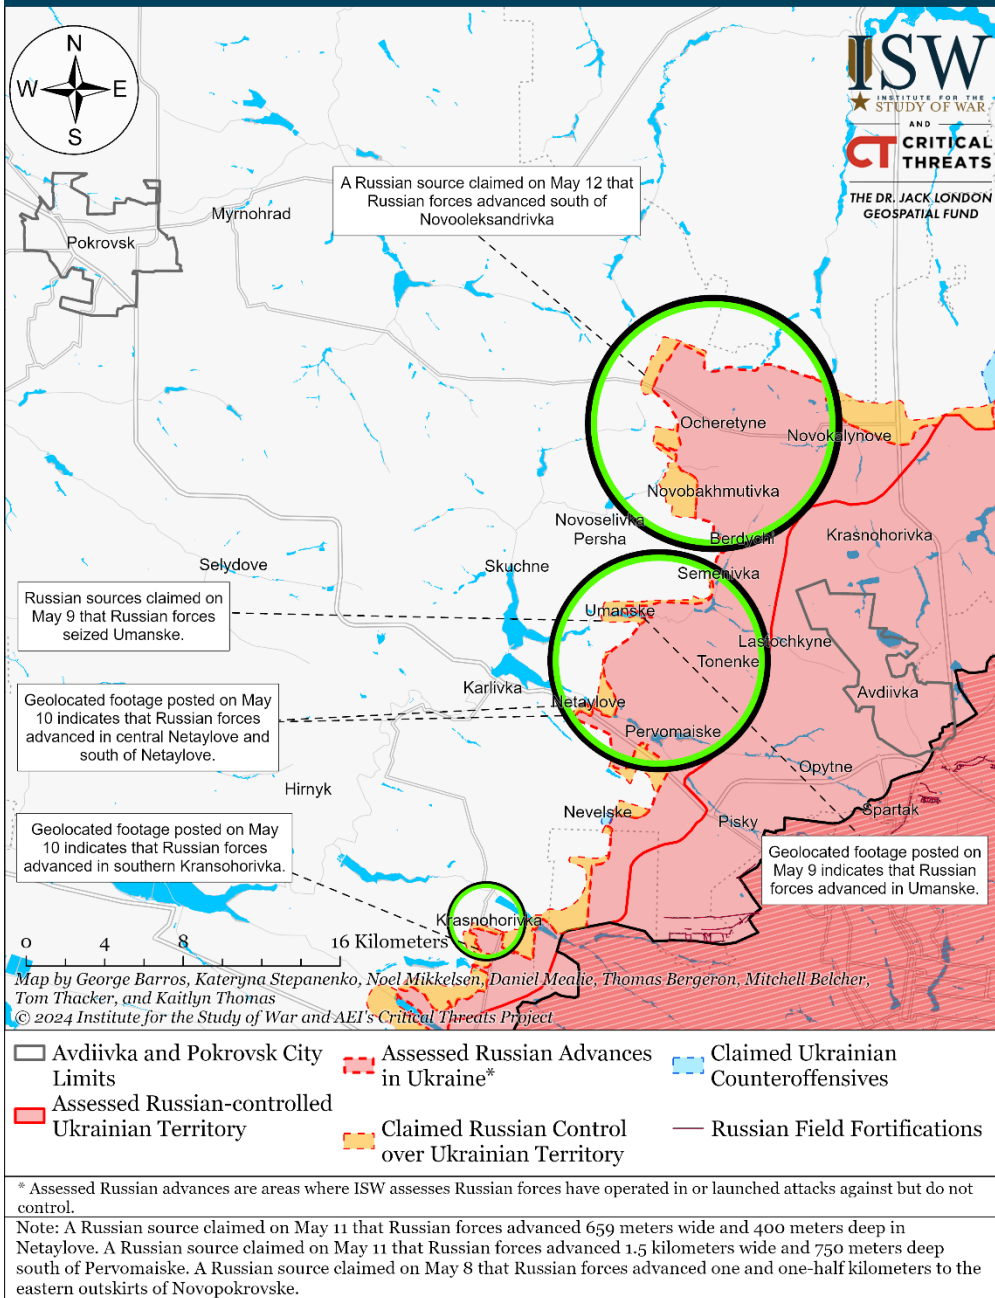 N
W E
S
ISW
INSTITUTE FOR THE
STUDY OF WAR
AND
CT CRITICAL
THREATS
THE DR. JACK LONDON
GEOSPATIAL FUND
A Russian source claimed on May 12 that
Russian forces advanced south of
Novooleksandrivka
Myrnohrad
Pokrovsk
Ocheretyne
Novokalynove
Novobakhmutivka
Novoselivka
Persha
Berdychi
Krasnohorivka
Selydove
Skuchne
Semenivka
Russian sources claimed on
May 9 that Russian forces
seized Umanske.
Umanske
Lastochkyne
Tonenke
Karlivka
Avdiivka
Geolocated footage posted on May
10 indicates that Russian forces
advanced in central Netaylove and
south of Netaylove.
Netaylove
Pervomaiske
Opytne
Hirnyk
Nevelske
Pisky
Spartak
Geolocated footage posted on May
10 indicates that Russian forces
advanced in southern Kransohorivka.
Geolocated footage posted on
May 9 indicates that Russian
forces advanced in Umanske.
Krasnohorivka
0 4 8 16 Kilometers
Map by George Barros, Kateryna Stepanenko, Noel Mikkelsen, Daniel Mealie, Thomas Bergeron, Mitchell Belcher,
Tom Thacker, and Kaitlyn Thomas
© 2024 Institute for the Study of War and AEI's Critical Threats Project
Avdiivka and Pokrovsk City
Limits
Assessed Russian-controlled
Ukrainian Territory
Assessed Russian Advances
in Ukraine*
Claimed Russian Control
over Ukrainian Territory
Claimed Ukrainian
Counteroffensives
Russian Field Fortifications
* Assessed Russian advances are areas where ISW assesses Russian forces have operated in or launched attacks against but do not
control.
Note: A Russian source claimed on May 11 that Russian forces advanced 659 meters wide and 400 meters deep in
Netaylove. A Russian source claimed on May 11 that Russian forces advanced 1.5 kilometers wide and 750 meters deep
south of Pervomaiske. A Russian source claimed on May 8 that Russian forces advanced one and one-half kilometers to the
eastern outskirts of Novopokrovske.